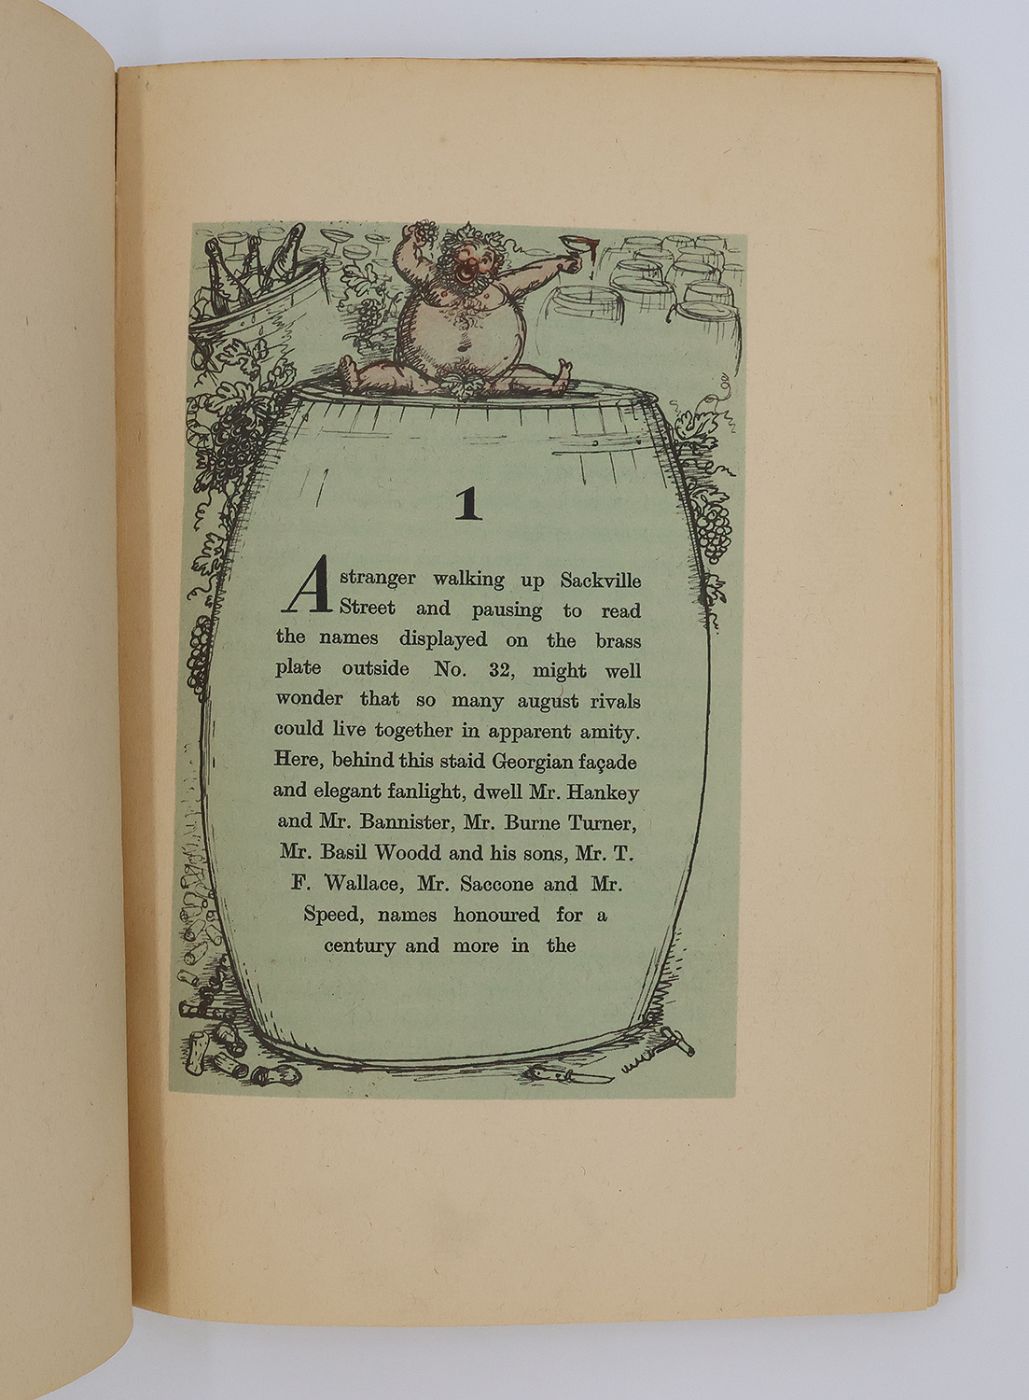 1
A stranger walking up Sackville
Street and pausing to read
the names displayed on the brass
plate outside No. 32, might well
wonder that so many august rivals
could live together in apparent amity.
Here, behind this staid Georgian façade
and elegant fanlight, dwell Mr. Hankey
and Mr. Bannister, Mr. Burne Turner,
Mr. Basil Woodd and his sons, Mr. T.
F. Wallace, Mr. Saccone and Mr.
Speed, names honoured for a
century and more in the